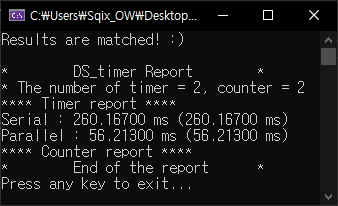 C:₩Users₩Sqix_OW₩Desktop...
Results are matched! :)
* DS_timer Report *
* The number of timer = 2, counter = 2
**** Timer report ****
Serial : 260.16700 ms (260.16700 ms)
Parallel : 56.21300 ms (56.21300 ms)
**** Counter report ****
* End of the report *
Press any key to exit...